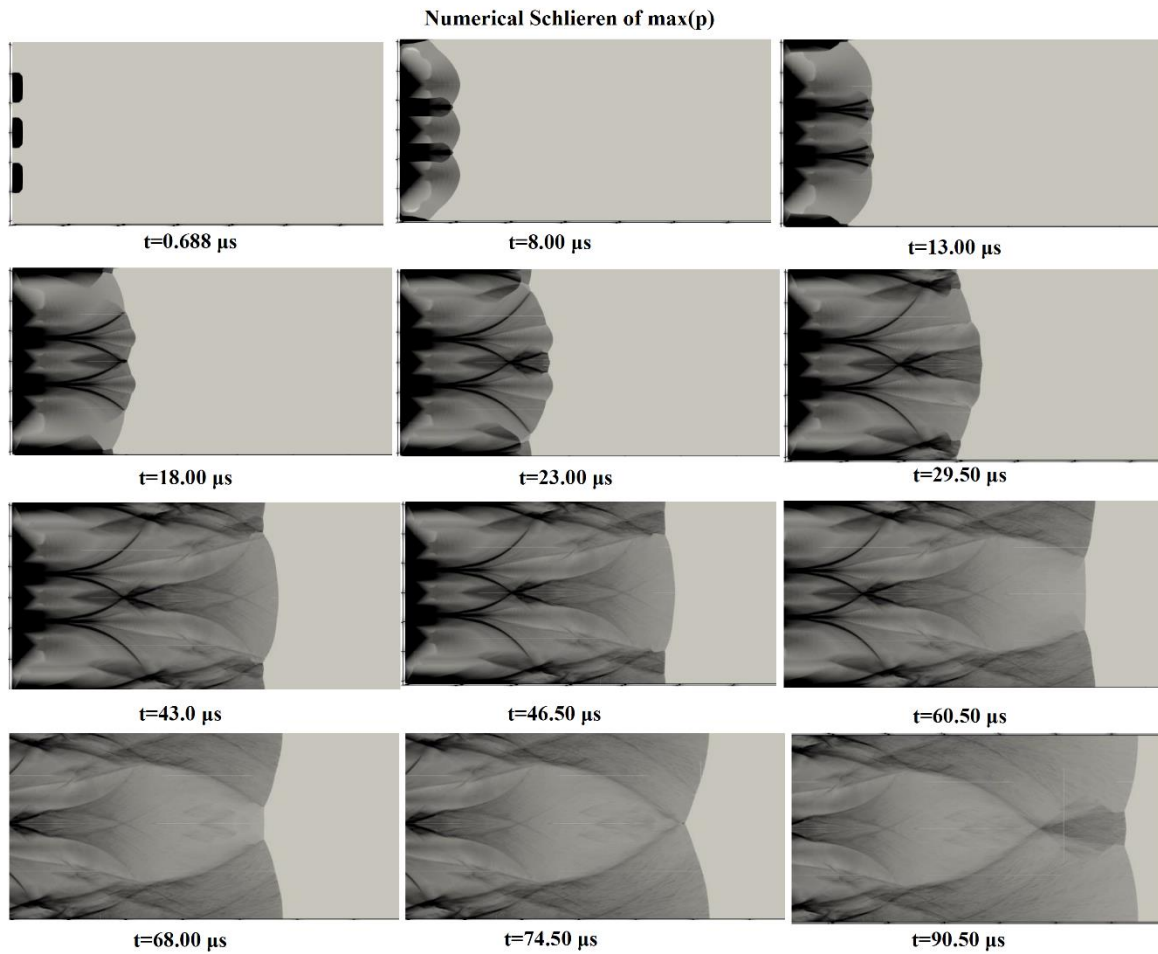 Numerical Schlieren of max(p)
t=0.688 µs
t=8.00 µs
t=13.00 µs
t=18.00 µs
t=23.00 µs
t=29.50 µs
t=43.0 µs
t=46.50 µs
t=60.50 µs
t=68.00 µs
t=74.50 µs
t=90.50 µs